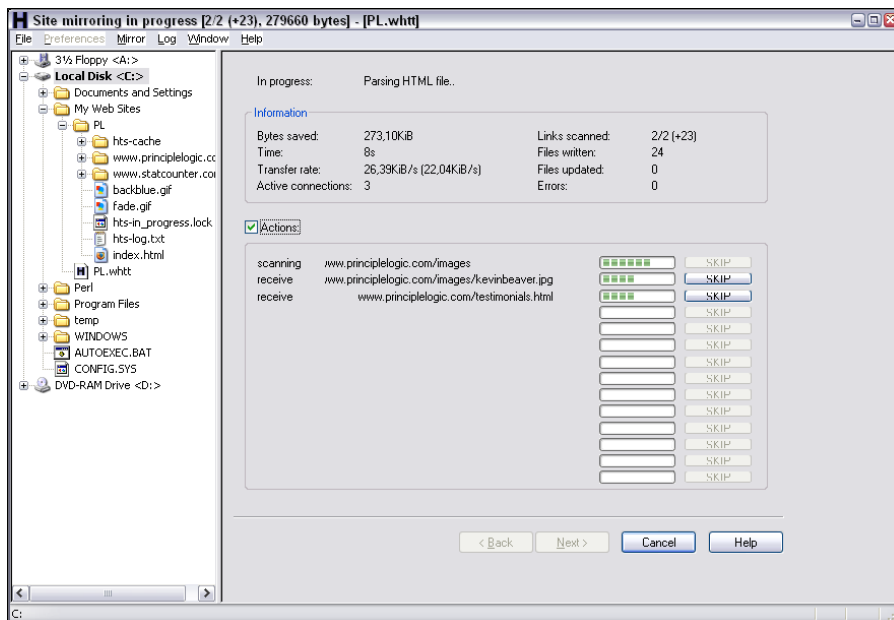 H Site mirroring in progress [2/2 (+23), 279660 bytes] - [PL.whtt]
File Preferences Mirror Log Window Help
3½ Floppy <A:>
Local Disk <C:>
Documents and Settings
My Web Sites
PL
hts-cache
www.principlelogic.cc
www.statcounter.coi
backblue.gif
fade.gif
hts-in_progress.lock
hts-log.txt
index.html
H PL.whtt
Perl
Program Files
temp
WINDOWS
AUTOEXEC.BAT
CONFIG.SYS
DVD-RAM Drive <D:>
In progress: Parsing HTML file..
Information
Bytes saved: 273,10KiB Links scanned: 2/2 (+23)
Time: 8s Files written: 24
Transfer rate: 26,39KiB/s (22,04KiB/s) Files updated: 0
Active connections: 3 Errors: 0
Actions:
scanning www.principlelogic.com/images SKIP
receive www.principlelogic.com/images/kevinbeaver.jpg SKIP
receive www.principlelogic.com/testimonials.html SKIP
SKIP
SKIP
SKIP
SKIP
SKIP
SKIP
SKIP
SKIP
SKIP
SKIP
SKIP
< Back Next > Cancel Help
C: